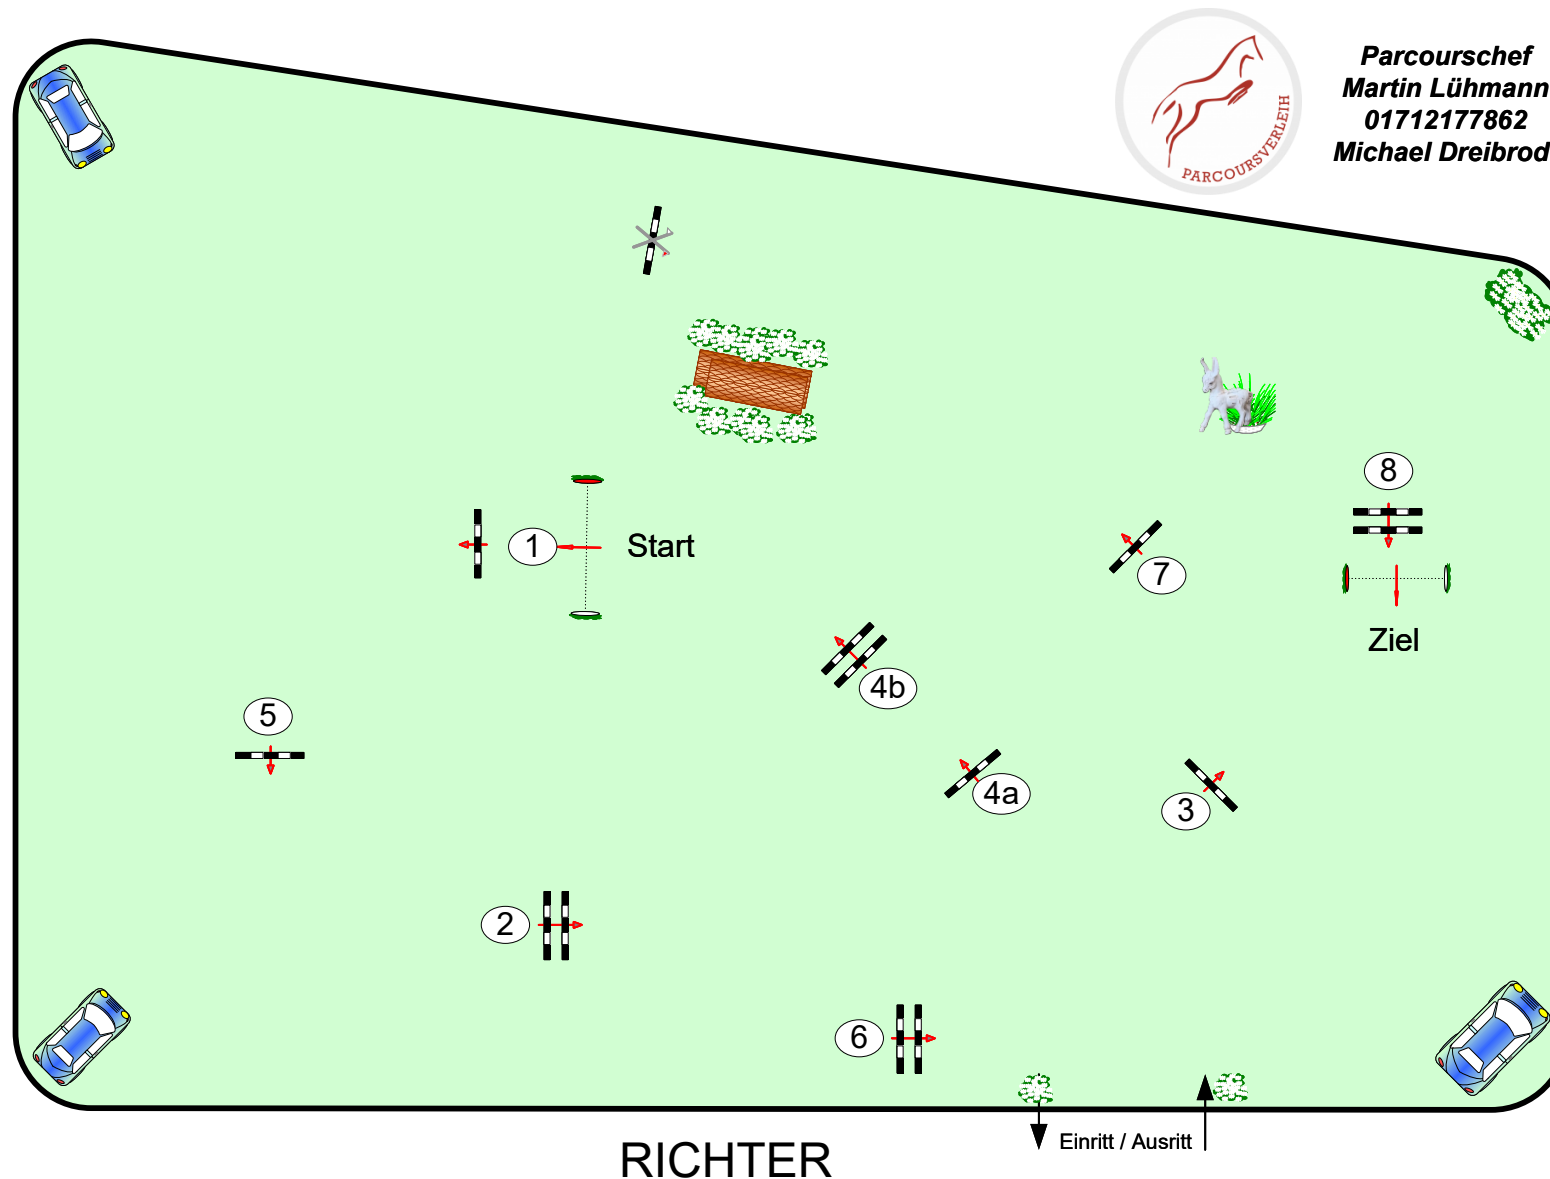 Parcourschef
Martin Lühmann
01712177862
Michael Dreibrod
PARCOURSVERLEIH
8
1
Start
7
Ziel
4b
5
4a
3
2
6
Einritt / Ausritt
RICHTER